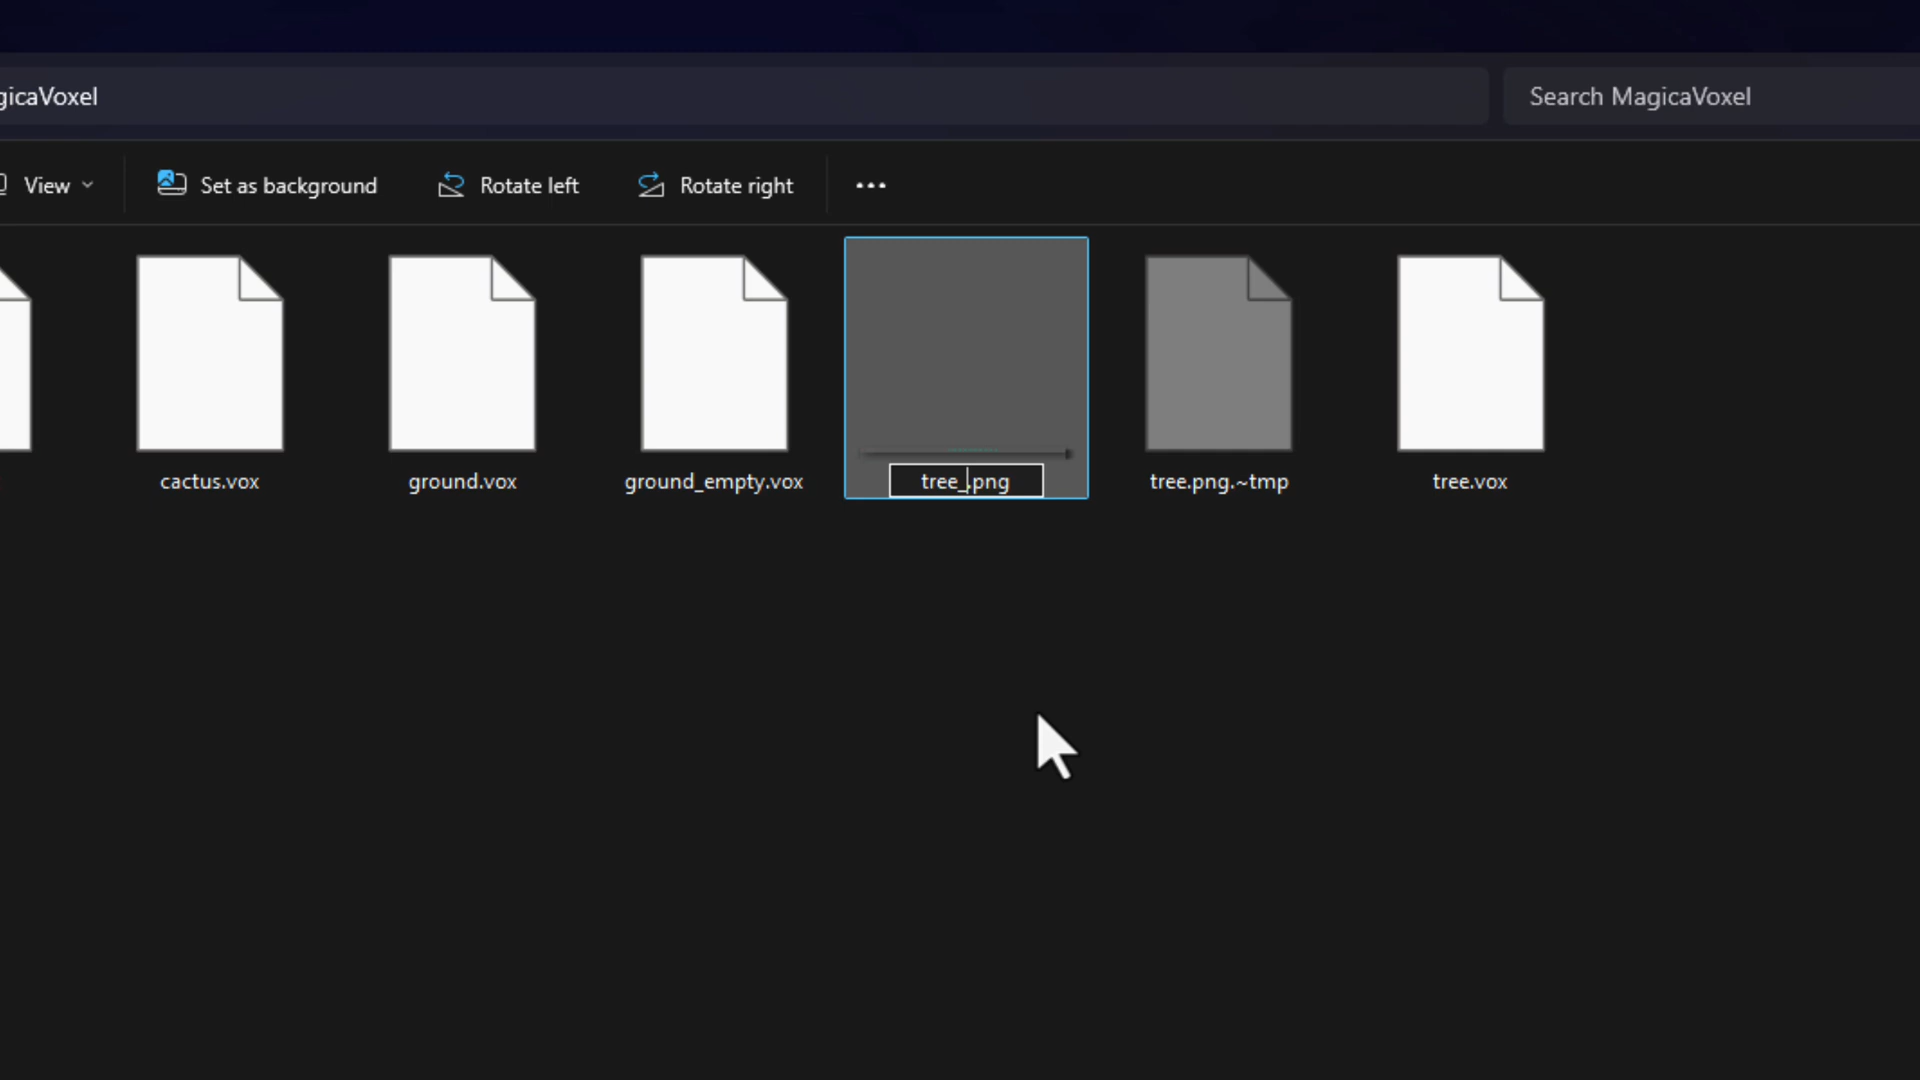 gicaVoxel
Search MagicaVoxel
View
Set as background
Rotate left
Rotate right
cactus.vox
ground.vox
ground_empty.vox
tree_.png
tree.png.~tmp
tree.vox